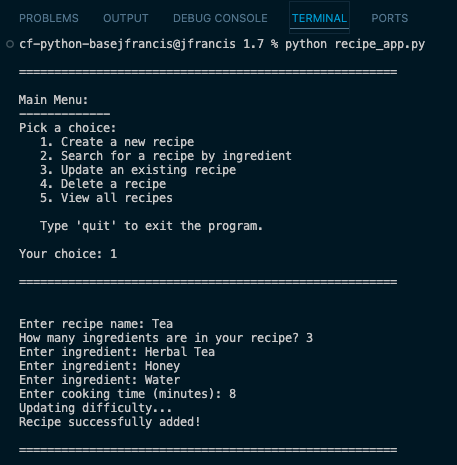 PROBLEMS OUTPUT DEBUG CONSOLE TERMINAL PORTS
cf-python-basejfrancis@jfrancis 1.7 % python recipe_app.py
======================================================
Main Menu:
-------------
Pick a choice:
   1. Create a new recipe
   2. Search for a recipe by ingredient
   3. Update an existing recipe
   4. Delete a recipe
   5. View all recipes
   Type 'quit' to exit the program.
Your choice: 1
======================================================
Enter recipe name: Tea
How many ingredients are in your recipe? 3
Enter ingredient: Herbal Tea
Enter ingredient: Honey
Enter ingredient: Water
Enter cooking time (minutes): 8
Updating difficulty...
Recipe successfully added!
======================================================